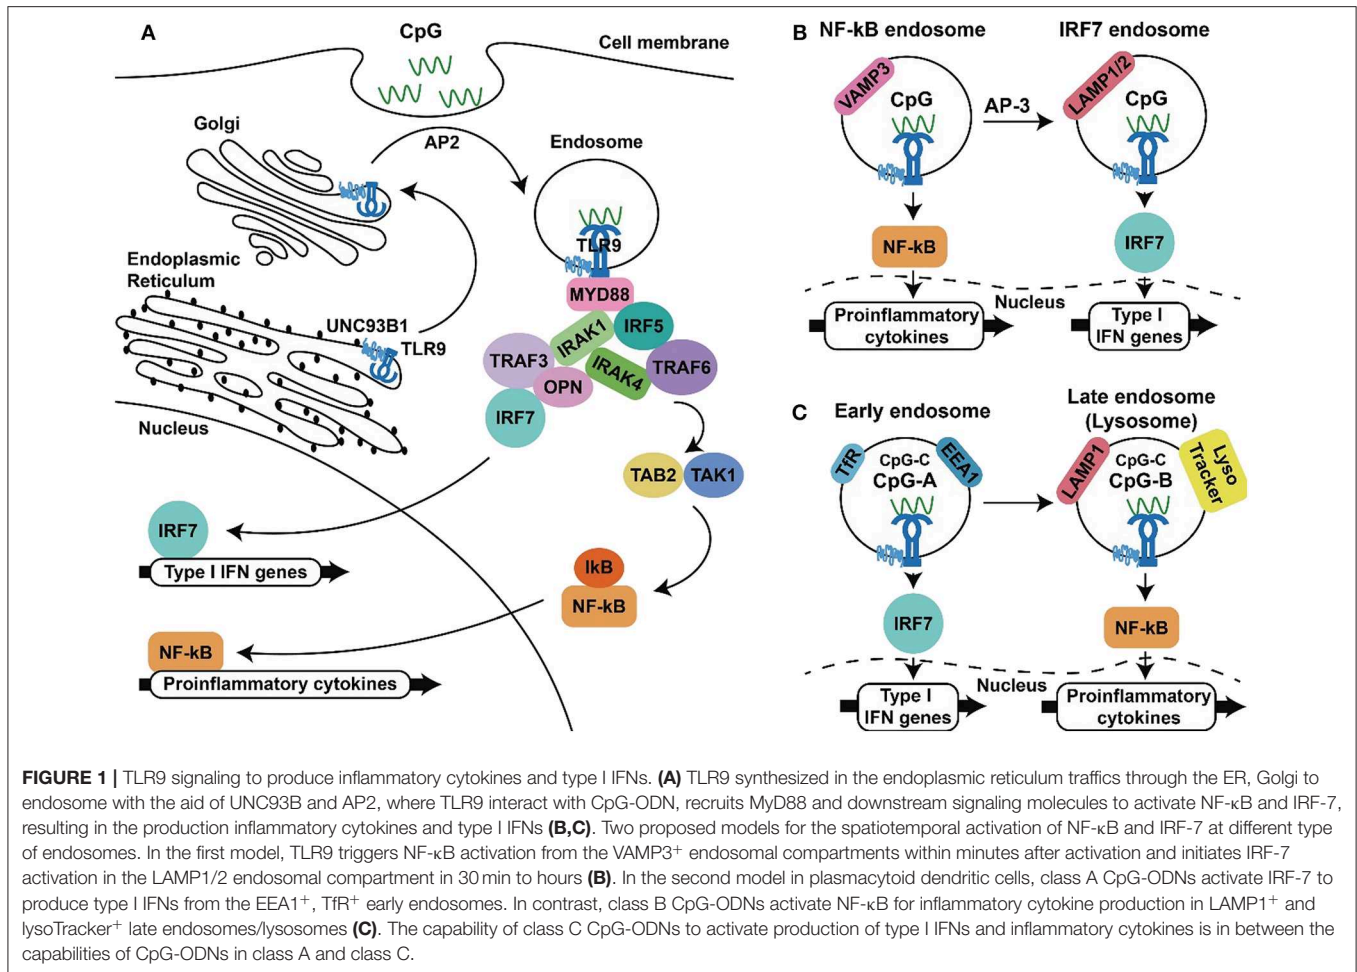 A
CpG
Cell membrane
Golgi
AP2
Endosome
TLR9
Endoplasmic
Reticulum
UNC93B1
TLR9
MYD88
IRAK1
IRF5
TRAF3
IRAK4
TRAF6
OPN
IRF7
Nucleus
TAB2
TAK1
IRF7
Type I IFN genes
IkB
NF-kB
NF-kB
Proinflammatory cytokines
B
NF-kB endosome
IRF7 endosome
VAMP3
CpG
AP-3
LAMP1/2
CpG
NF-kB
IRF7
Nucleus
Proinflammatory
cytokines
Type I
IFN genes
C
Early endosome
Late endosome
(Lysosome)
TfR
EEA1
CpG-C
CpG-A
LAMP1
Lyso
Tracker
CpG-C
CpG-B
IRF7
NF-kB
Nucleus
Type I
IFN genes
Proinflammatory
cytokines
FIGURE 1 | TLR9 signaling to produce inflammatory cytokines and type I IFNs. (A) TLR9 synthesized in the endoplasmic reticulum traffics through the ER, Golgi to
endosome with the aid of UNC93B and AP2, where TLR9 interact with CpG-ODN, recruits MyD88 and downstream signaling molecules to activate NF-κB and IRF-7,
resulting in the production inflammatory cytokines and type I IFNs (B,C). Two proposed models for the spatiotemporal activation of NF-κB and IRF-7 at different type
of endosomes. In the first model, TLR9 triggers NF-κB activation from the VAMP3+ endosomal compartments within minutes after activation and initiates IRF-7
activation in the LAMP1/2 endosomal compartment in 30 min to hours (B). In the second model in plasmacytoid dendritic cells, class A CpG-ODNs activate IRF-7 to
produce type I IFNs from the EEA1+, TfR+ early endosomes. In contrast, class B CpG-ODNs activate NF-κB for inflammatory cytokine production in LAMP1+ and
lysoTracker+ late endosomes/lysosomes (C). The capability of class C CpG-ODNs to activate production of type I IFNs and inflammatory cytokines is in between the
capabilities of CpG-ODNs in class A and class C.